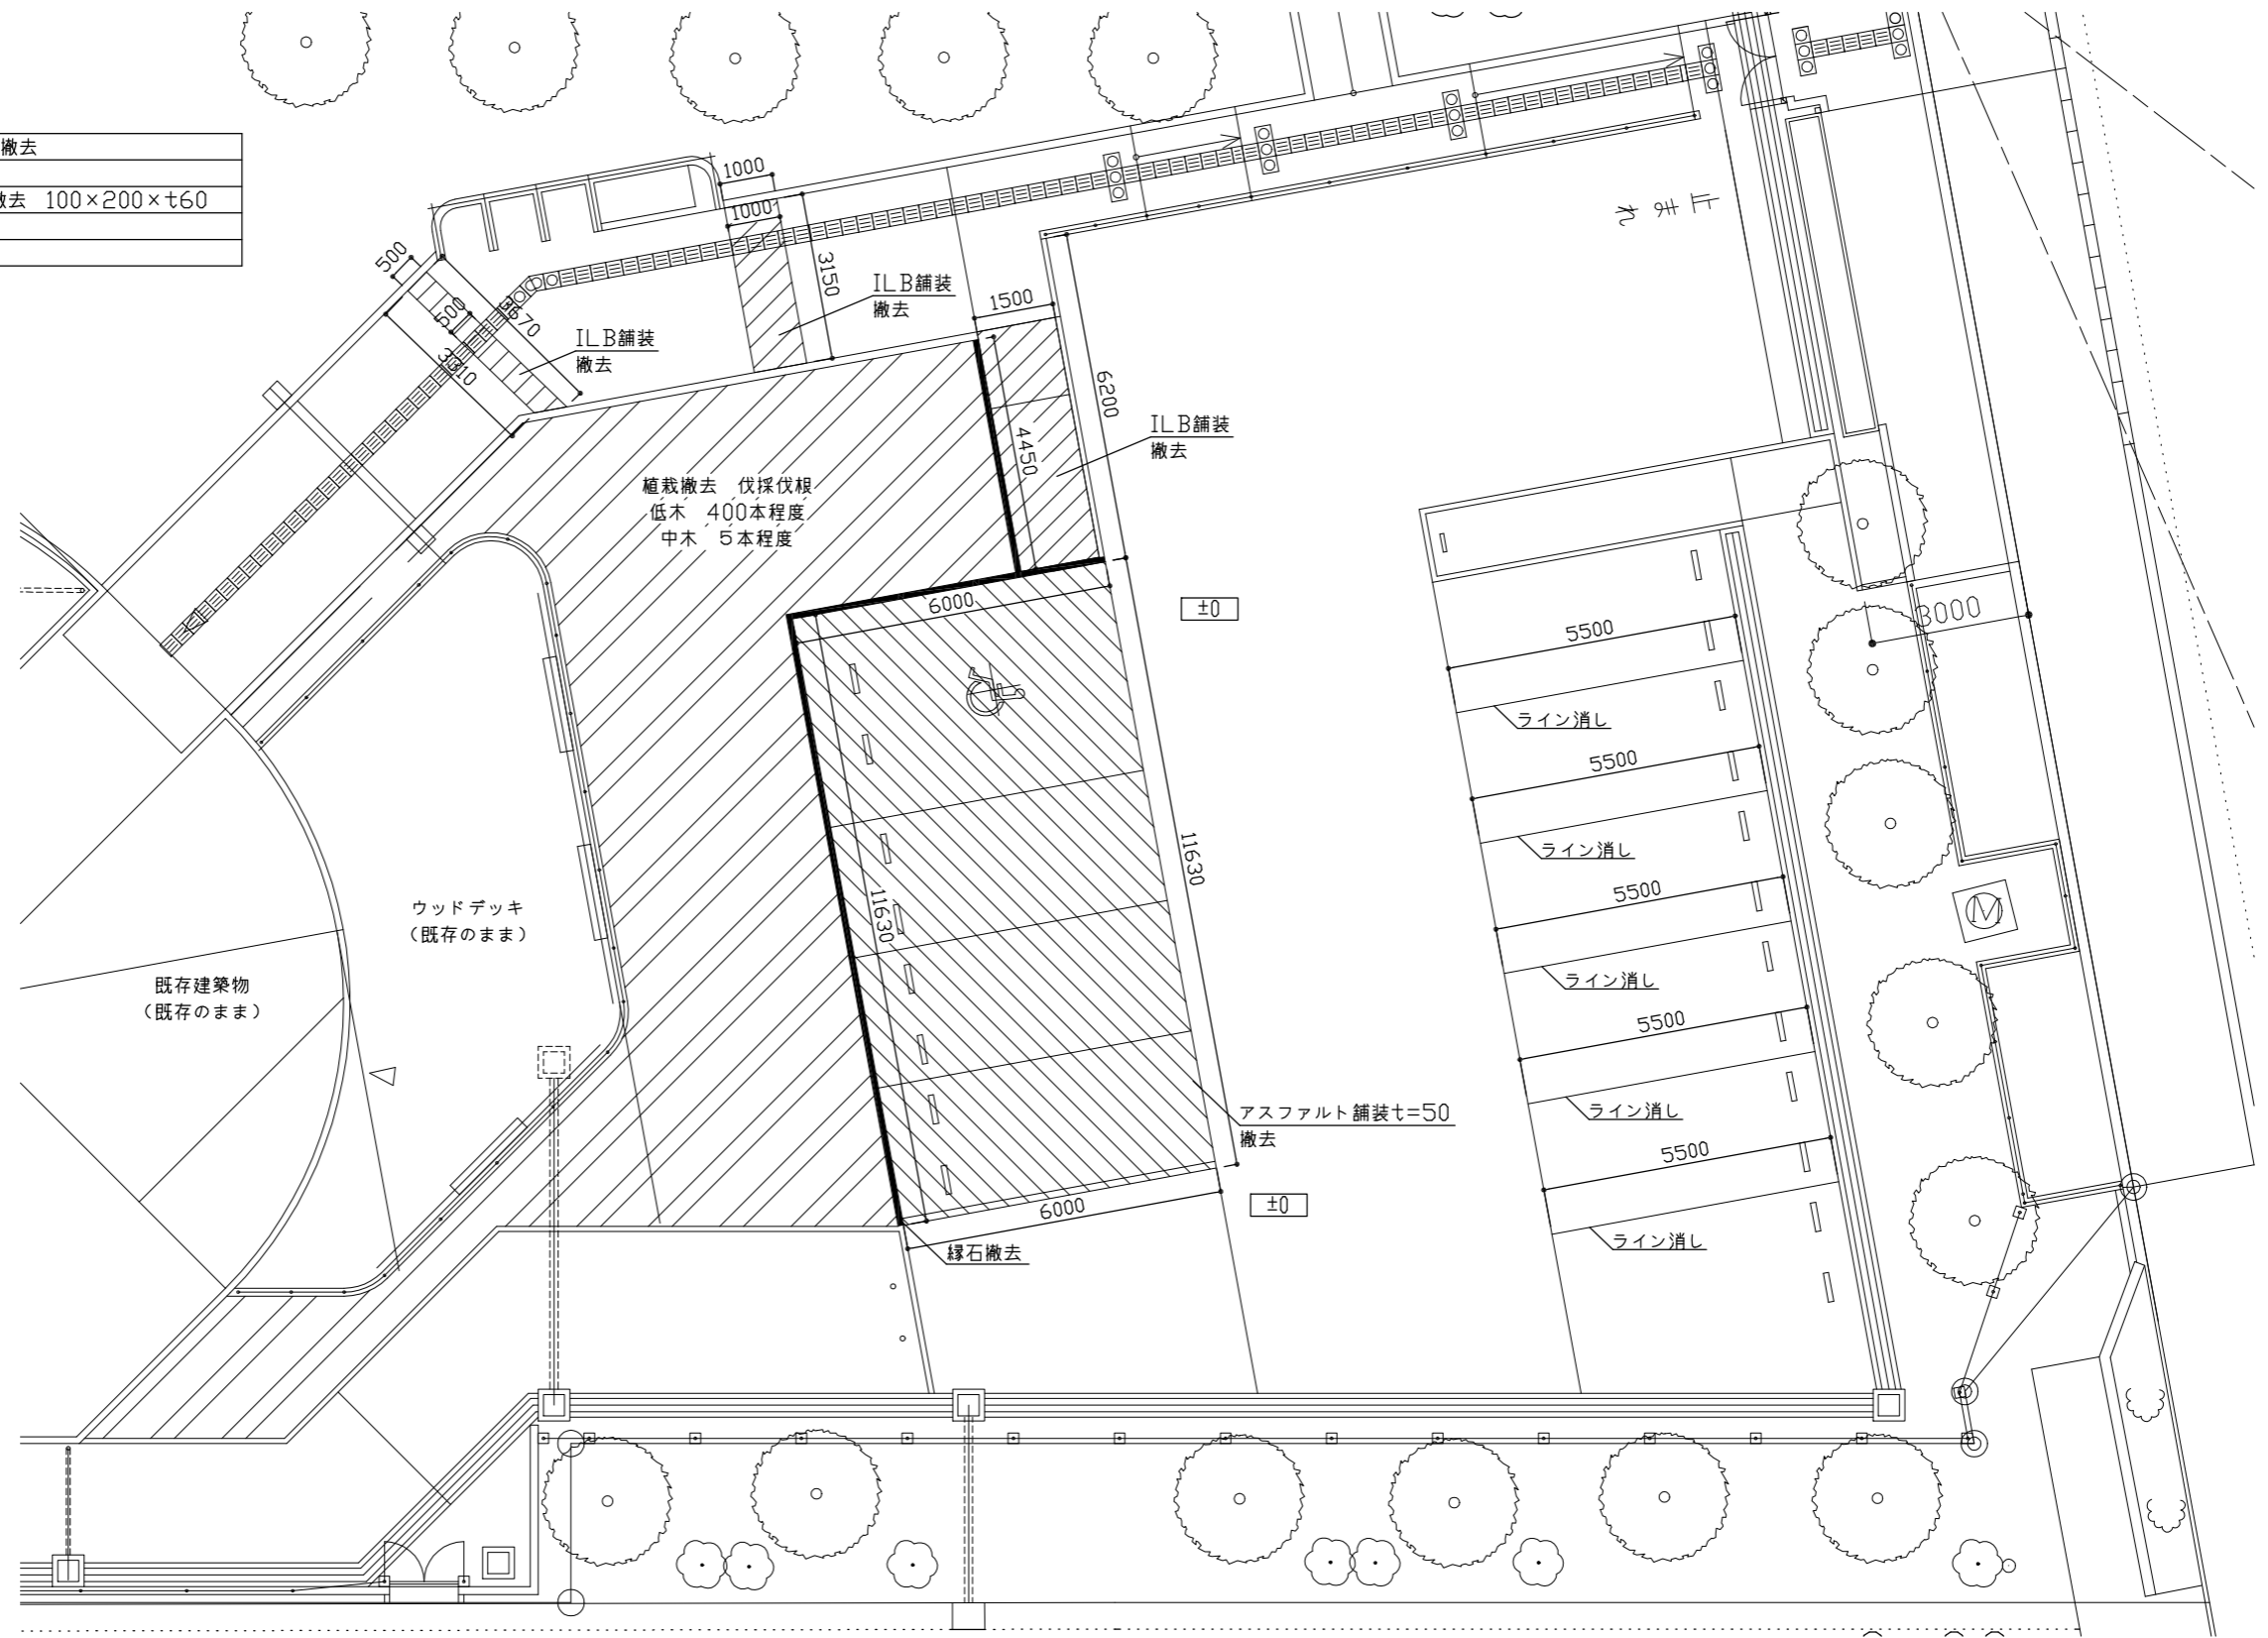 撤去
撤去 100×200×t60
1000
1000
3150
500
500
3670
3310
ILB舗装
撤去
ILB舗装
撤去
1500
6200
4450
ILB舗装
撤去
止まれ
植栽撤去 伐採伐根
低木 400本程度
中木 5本程度
6000
±0
3000
5500
ライン消し
5500
ライン消し
5500
ライン消し
5500
ライン消し
5500
ライン消し
11630
11630
M
ウッドデッキ
(既存のまま)
既存建築物
(既存のまま)
アスファルト舗装t=50
撤去
6000
±0
縁石撤去